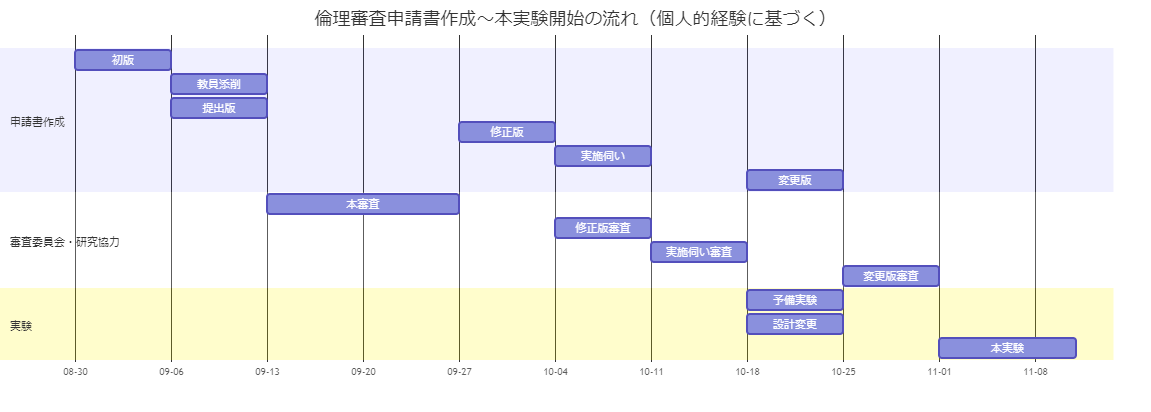 倫理審査申請書作成〜本実験開始の流れ（個人的経験に基づく）
初版
教員添削
提出版
申請書作成
修正版
実施伺い
変更版
本審査
修正版審査
審査委員会・研究協力
実施伺い審査
変更版審査
予備実験
実験
設計変更
本実験
08-30 09-06 09-13 09-20 09-27 10-04 10-11 10-18 10-25 11-01 11-08